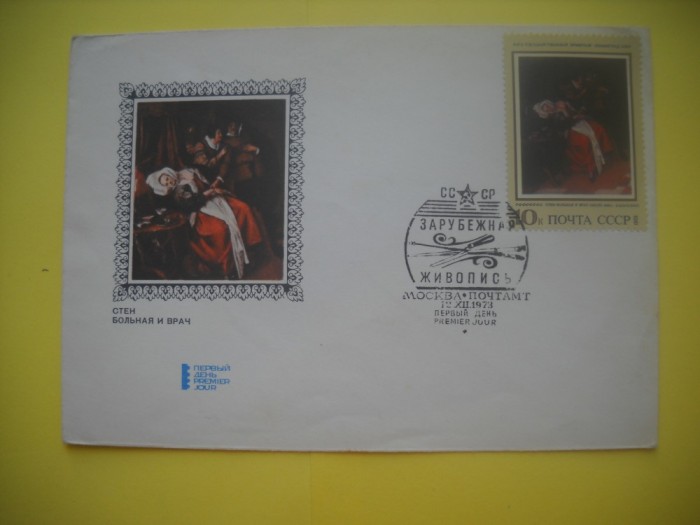 СТЕН
БОЛЬНАЯ И ВРАЧ
ПЕРВЫЙ
ДЕНЬ
PREMIER
JOUR
СС СР
ЗАРУБЕЖНАЯ
ЖИВОПИСЬ
МОСКВА • ПОЧТАМТ
XII.1973
ПЕРВЫЙ ДЕНЬ
PREMIER JOUR
ПОЧТА СССР